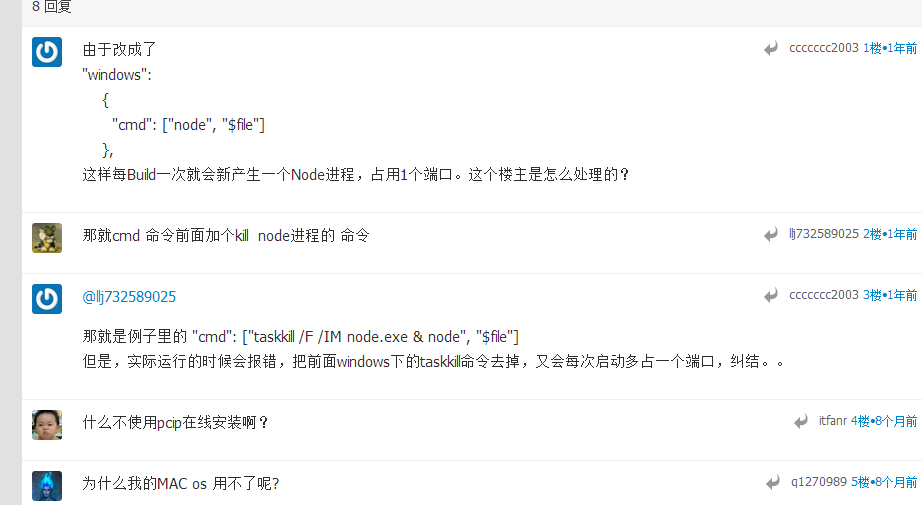 8 回复
由于改成了
ccccccc2003 1楼•1年前
"windows":
{
"cmd": ["node", "$file"]
},
这样每Build一次就会新产生一个Node进程，占用1个端口。这个楼主是怎么处理的？
那就cmd 命令前面加个kill node进程的 命令
lj732589025 2楼•1年前
@lj732589025
ccccccc2003 3楼•1年前
那就是例子里的 "cmd": ["taskkill /F /IM node.exe & node", "$file"]
但是，实际运行的时候会报错，把前面windows下的taskkill命令去掉，又会每次启动多占一个端口，纠结。。
什么不使用pcip在线安装啊？
itfanr 4楼•8个月前
为什么我的MAC os 用不了呢?
q1270989 5楼•8个月前